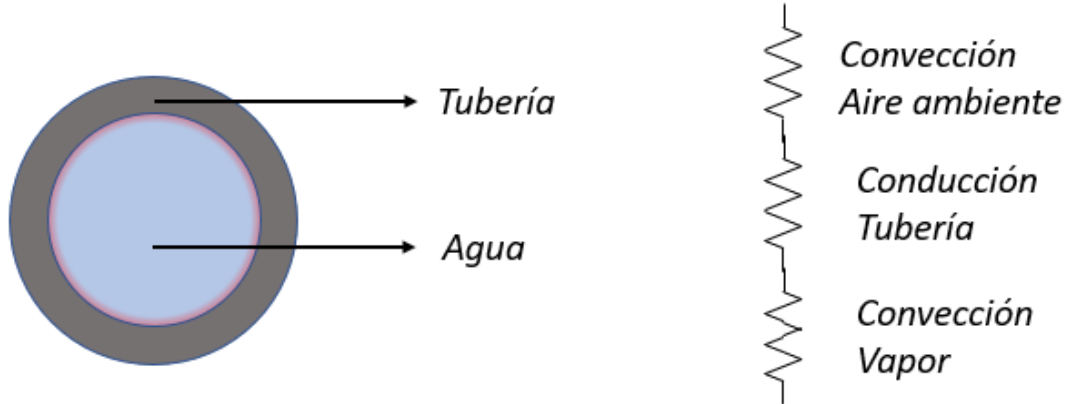 Tubería
Agua
Convección
Aire ambiente
Conducción
Tubería
Convección
Vapor